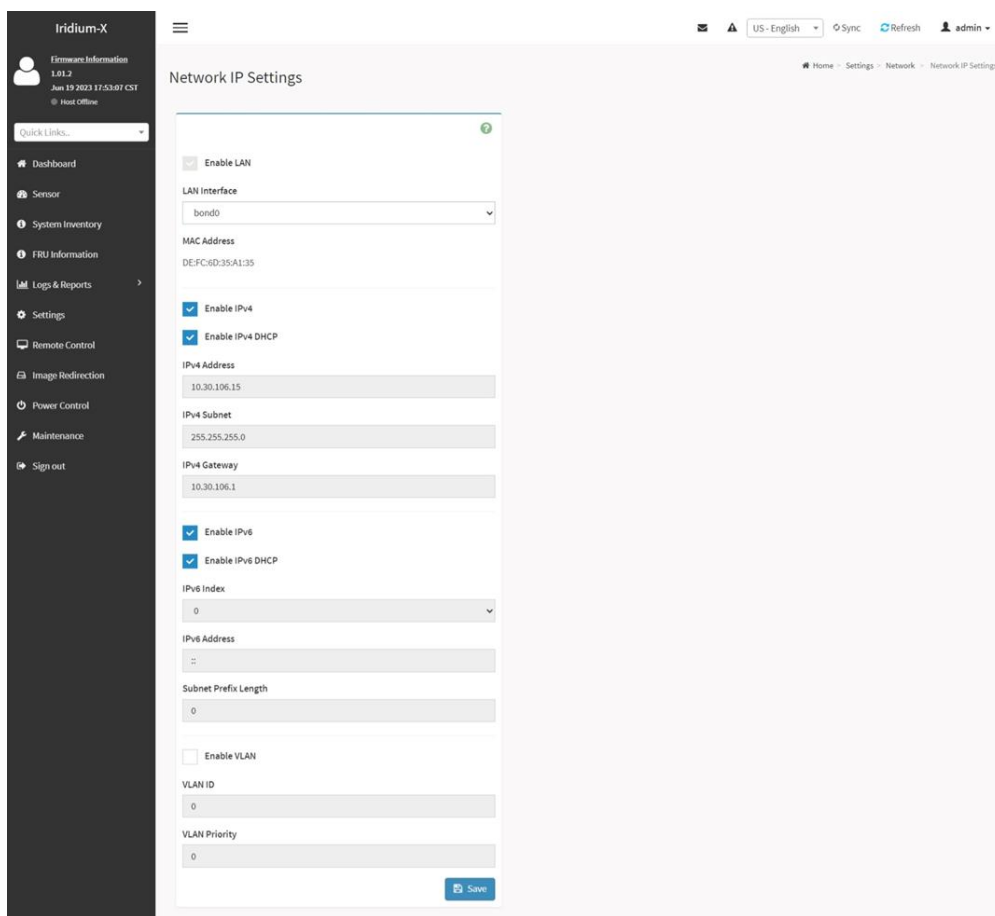 Iridium-X
US - English
Sync
Refresh
admin
Firmware Information
1.01.2
Jun 19 2023 17:53:07 CST
Host Offline
Quick Links..
Dashboard
Sensor
System Inventory
FRU Information
Logs & Reports
Settings
Remote Control
Image Redirection
Power Control
Maintenance
Sign out
Network IP Settings
Home > Settings > Network > Network IP Settings
Enable LAN
LAN Interface
bond0
MAC Address
DE:FC:6D:35:A1:35
Enable IPv4
Enable IPv4 DHCP
IPv4 Address
10.30.106.15
IPv4 Subnet
255.255.255.0
IPv4 Gateway
10.30.106.1
Enable IPv6
Enable IPv6 DHCP
IPv6 Index
0
IPv6 Address
::
Subnet Prefix Length
0
Enable VLAN
VLAN ID
0
VLAN Priority
0
Save